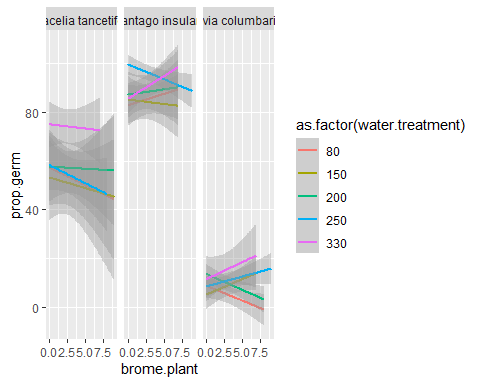 acelia tancetif
antago insula
via columbari
80
40
0
prop.germ
0.02.55.07.5
0.02.55.07.5
0.02.55.07.5
brome.plant
as.factor(water.treatment)
80
150
200
250
330